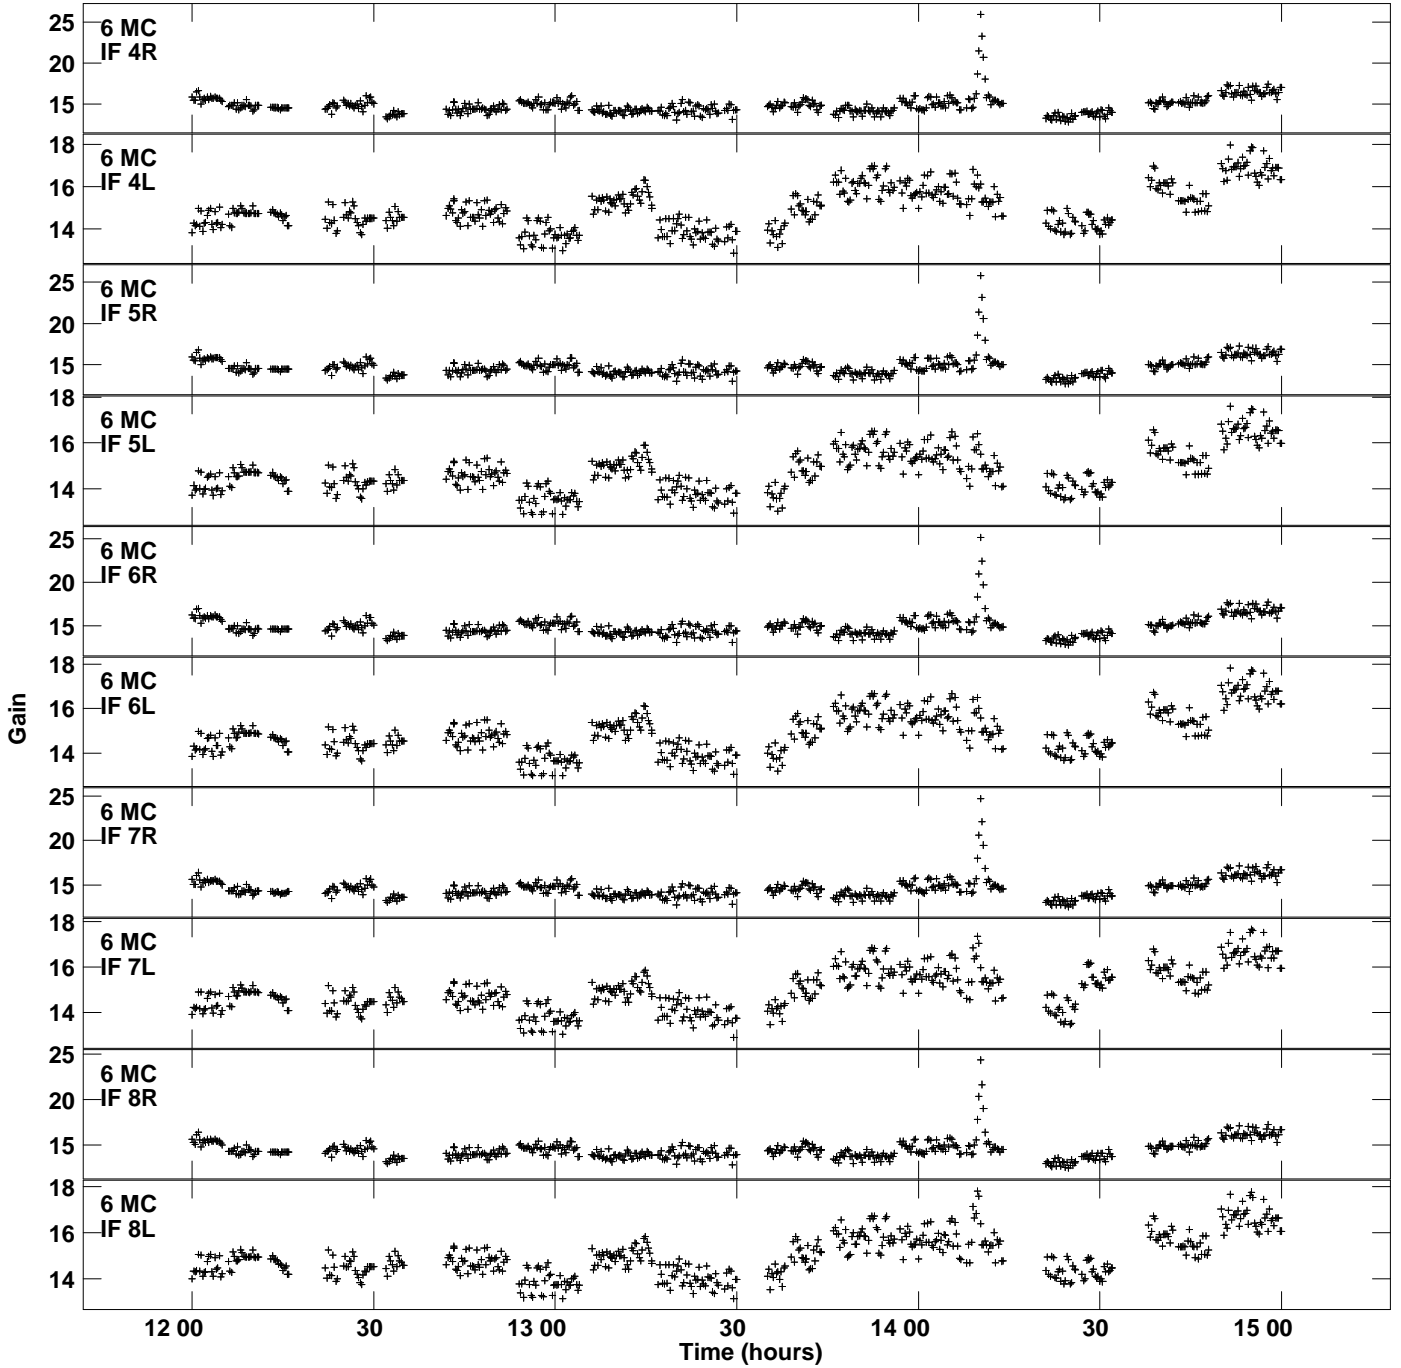 25
20
15
6 MC
IF 4R
18
16
14
6 MC
IF 4L
25
20
15
6 MC
IF 5R
18
16
14
6 MC
IF 5L
25
20
15
6 MC
IF 6R
18
16
14
6 MC
IF 6L
25
20
15
6 MC
IF 7R
18
16
14
6 MC
IF 7L
25
20
15
6 MC
IF 8R
18
16
14
6 MC
IF 8L
Gain
12 00 30 13 00 30 14 00 30 15 00
Time (hours)